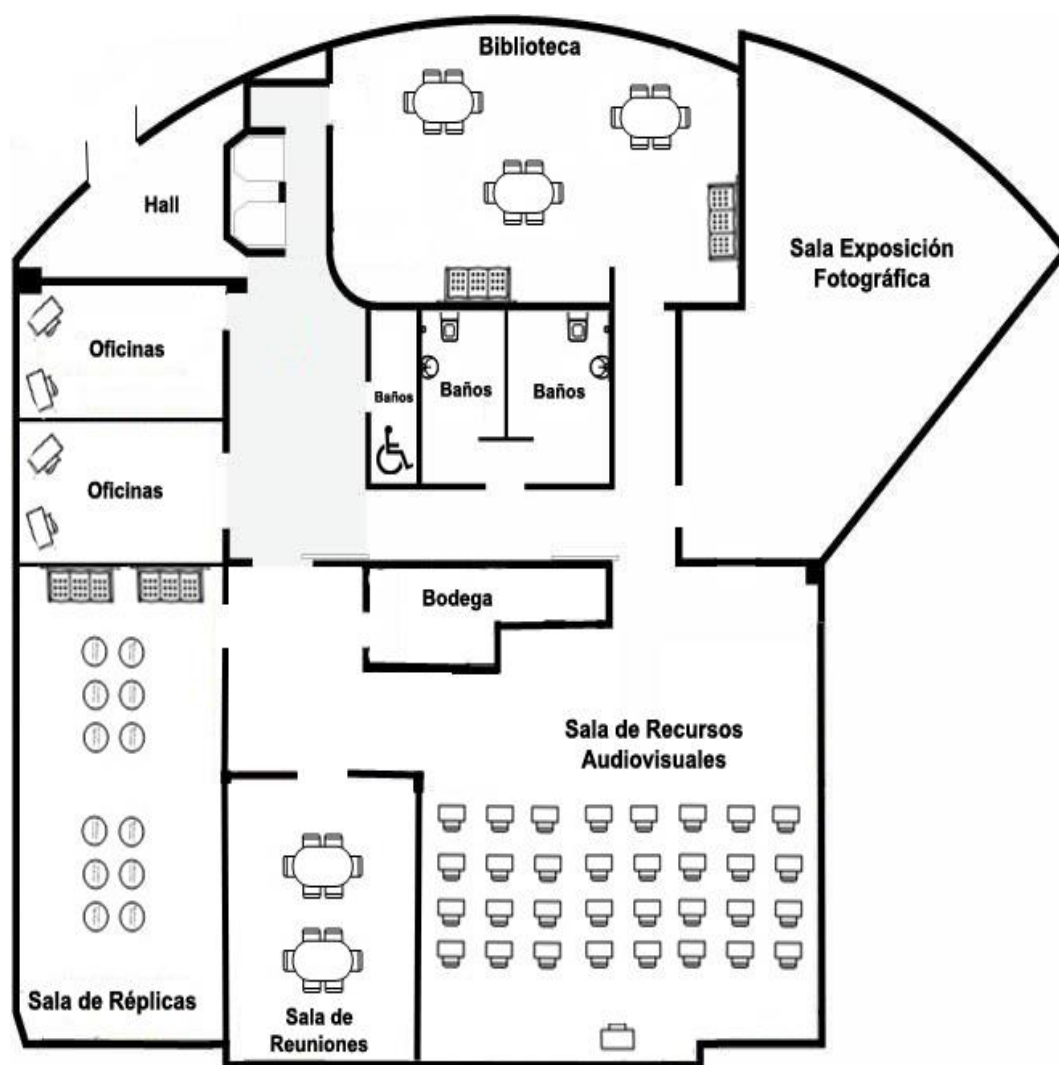 Biblioteca
Hall
Sala Exposición
Fotográfica
Oficinas
Baños
Baños
Baños
Oficinas
Bodega
Sala de Recursos
Audiovisuales
Sala de Réplicas
Sala de
Reuniones